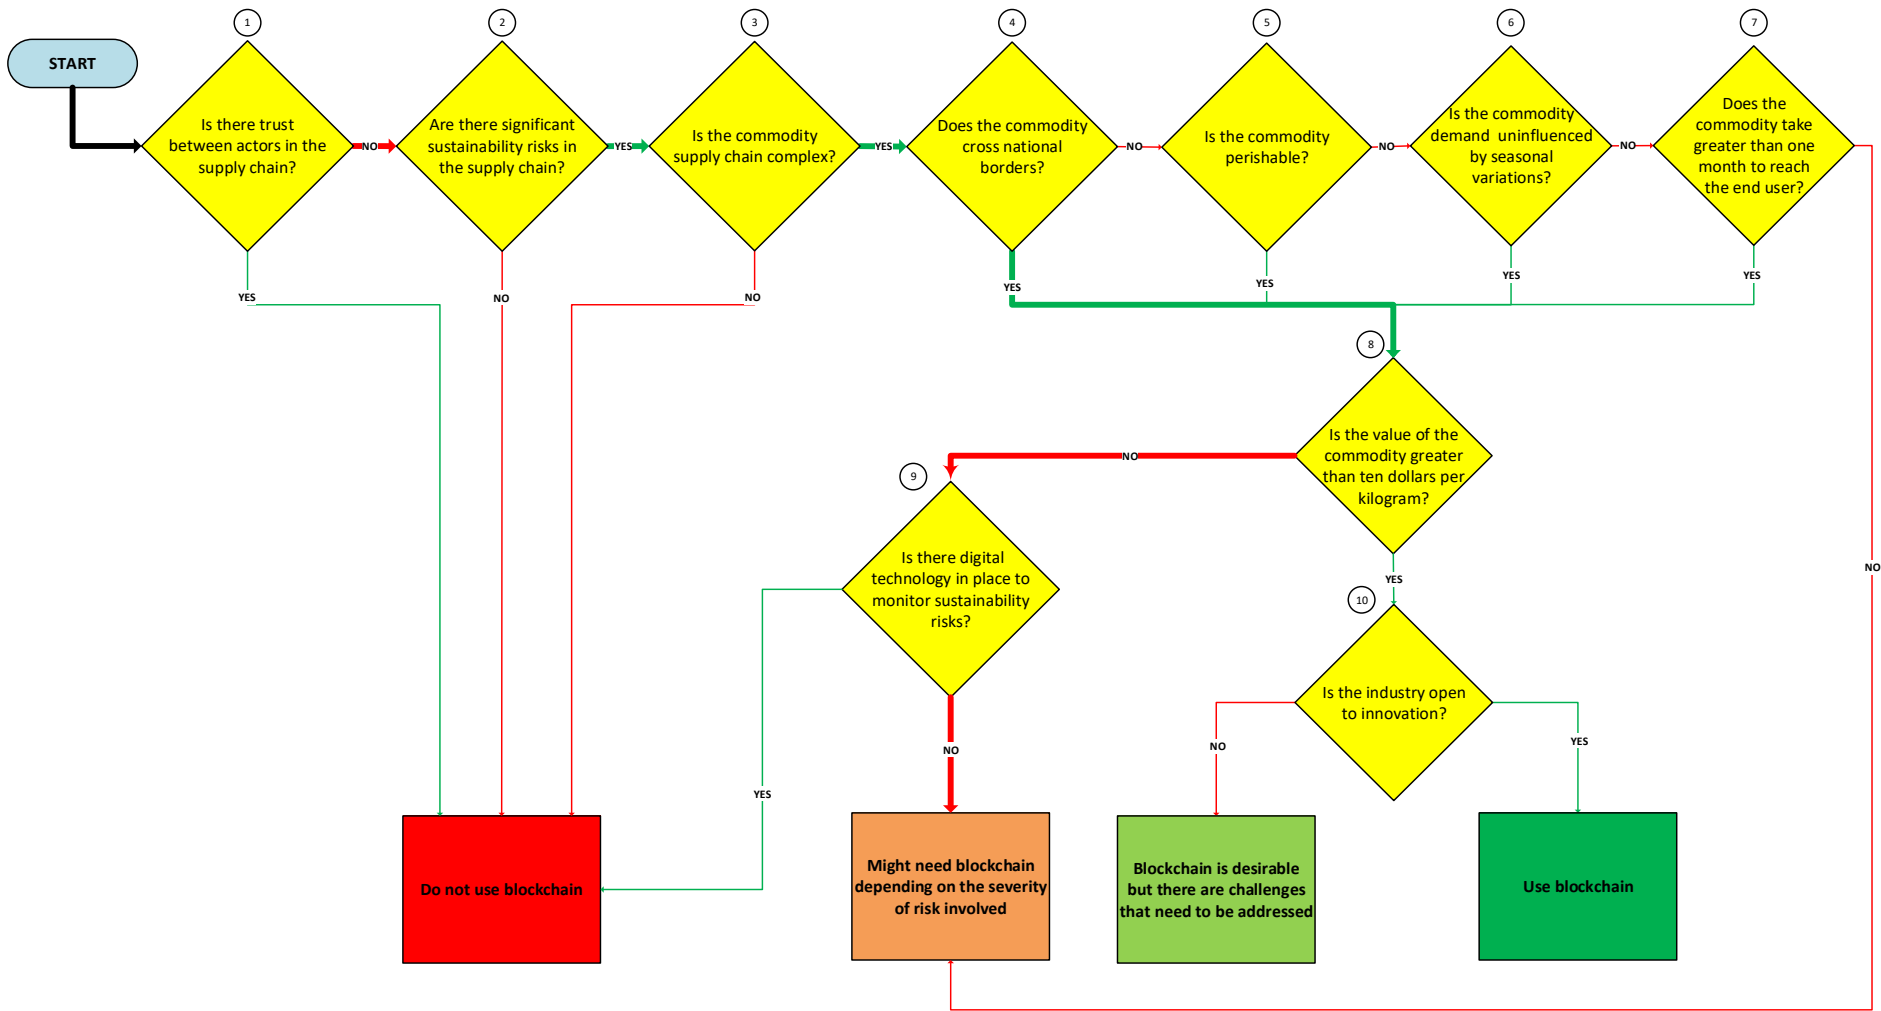 1
2
3
4
5
6
7
START
Is there trust
between actors in the
supply chain?
NO
Are there significant
sustainability risks in
the supply chain?
YES
Is the commodity
supply chain complex?
YES
Does the commodity
cross national
borders?
NO
Is the commodity
perishable?
NO
Is the commodity
demand uninfluenced
by seasonal
variations?
NO
Does the
commodity take
greater than one
month to reach
the end user?
YES
NO
NO
YES
YES
YES
YES
8
Is the value of the
commodity greater
than ten dollars per
kilogram?
NO
9
Is there digital
technology in place to
monitor sustainability
risks?
YES
NO
10
Is the industry open
to innovation?
NO
YES
NO
YES
Do not use blockchain
Might need blockchain
depending on the severity
of risk involved
Blockchain is desirable
but there are challenges
that need to be addressed
Use blockchain